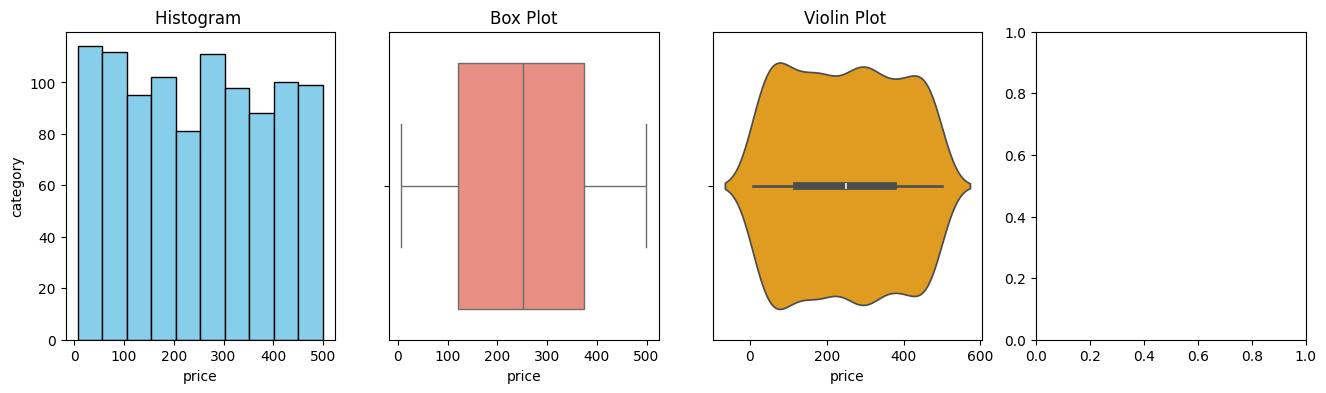 Histogram
100
80
60
40
20
0
category
0 100 200 300 400 500
price
Box Plot
0 100 200 300 400 500
price
Violin Plot
0 200 400 600
price
1.0
0.8
0.6
0.4
0.2
0.0
0.0 0.2 0.4 0.6 0.8 1.0